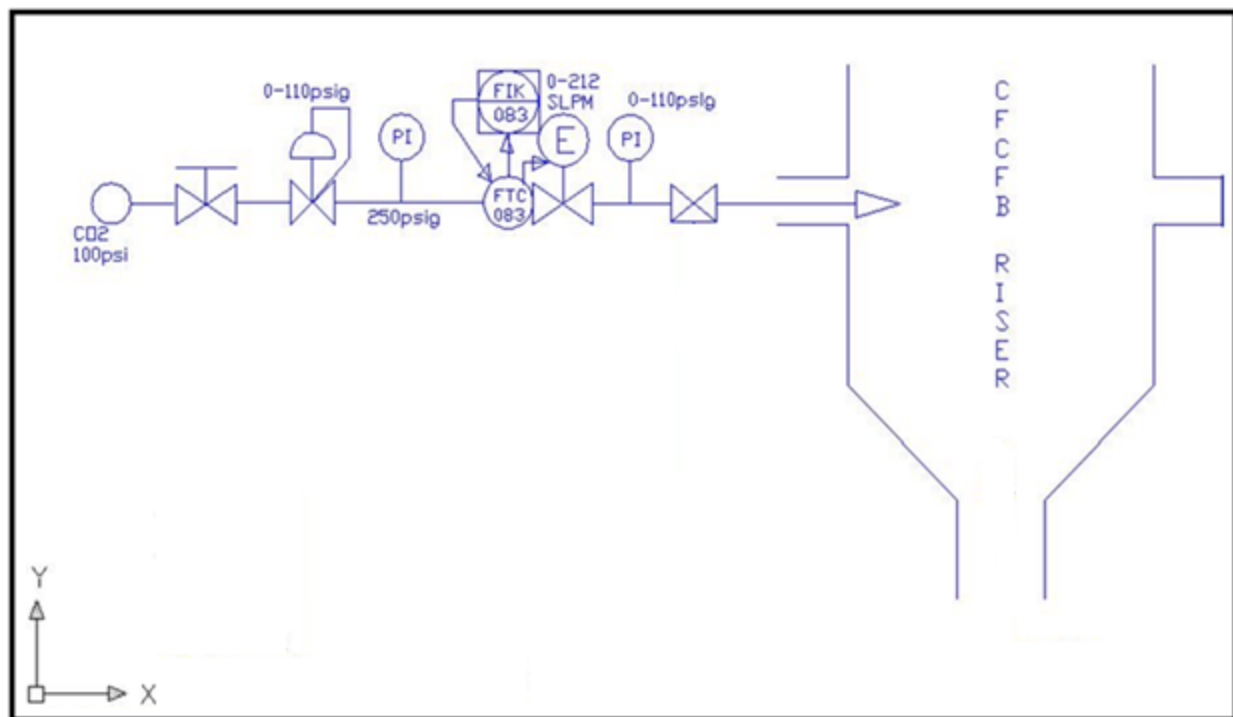 0-110psig
FIK
083
0-212
SLPM
0-110psig
PI
E
PI
FTC
083
CO2
100psi
250psig
C
F
C
F
B
R
I
S
E
R
Y
X